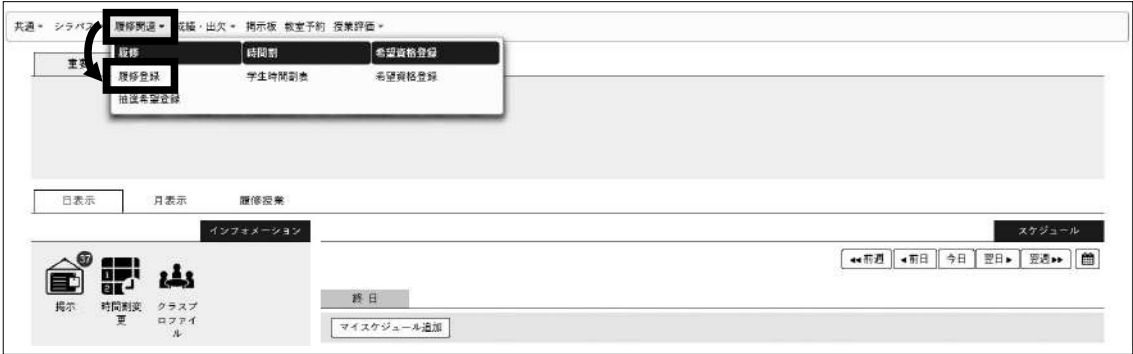 共通 シラバス 履修関連 成績・出欠 掲示板 教室予約 授業評価
履修 時間割 希望資格登録
履修登録 学生時間割表 希望資格登録
抽選希望登録
重要
日表示 月表示 履修授業
インフォメーション スケジュール
◂◂前週 ◂前日 今日 翌日▸ 翌週▸▸
37
掲示 時間割変更 クラスプロファイル
終日
マイスケジュール追加